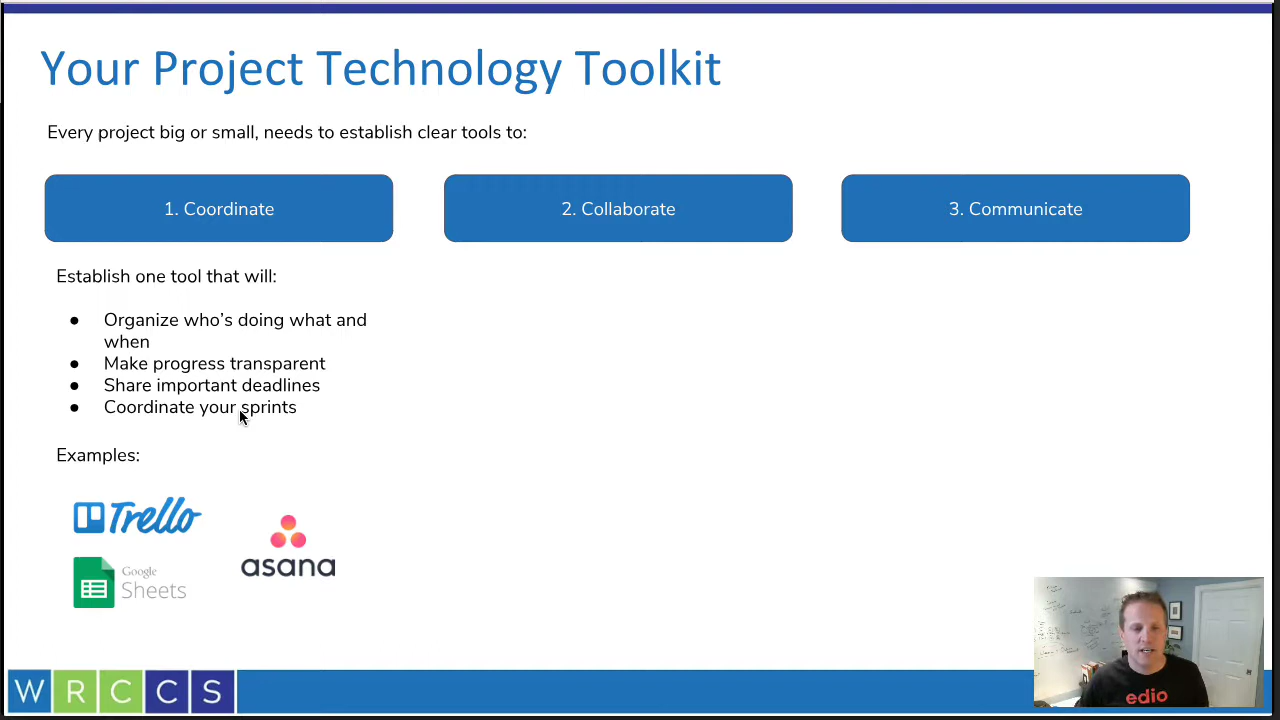 Your Project Technology Toolkit
Every project big or small, needs to establish clear tools to:
1. Coordinate
2. Collaborate
3. Communicate
Establish one tool that will:
● Organize who's doing what and
when
● Make progress transparent
● Share important deadlines
● Coordinate your sprints
Examples:
Trello
asana
Google
Sheets
WRCCS
edio